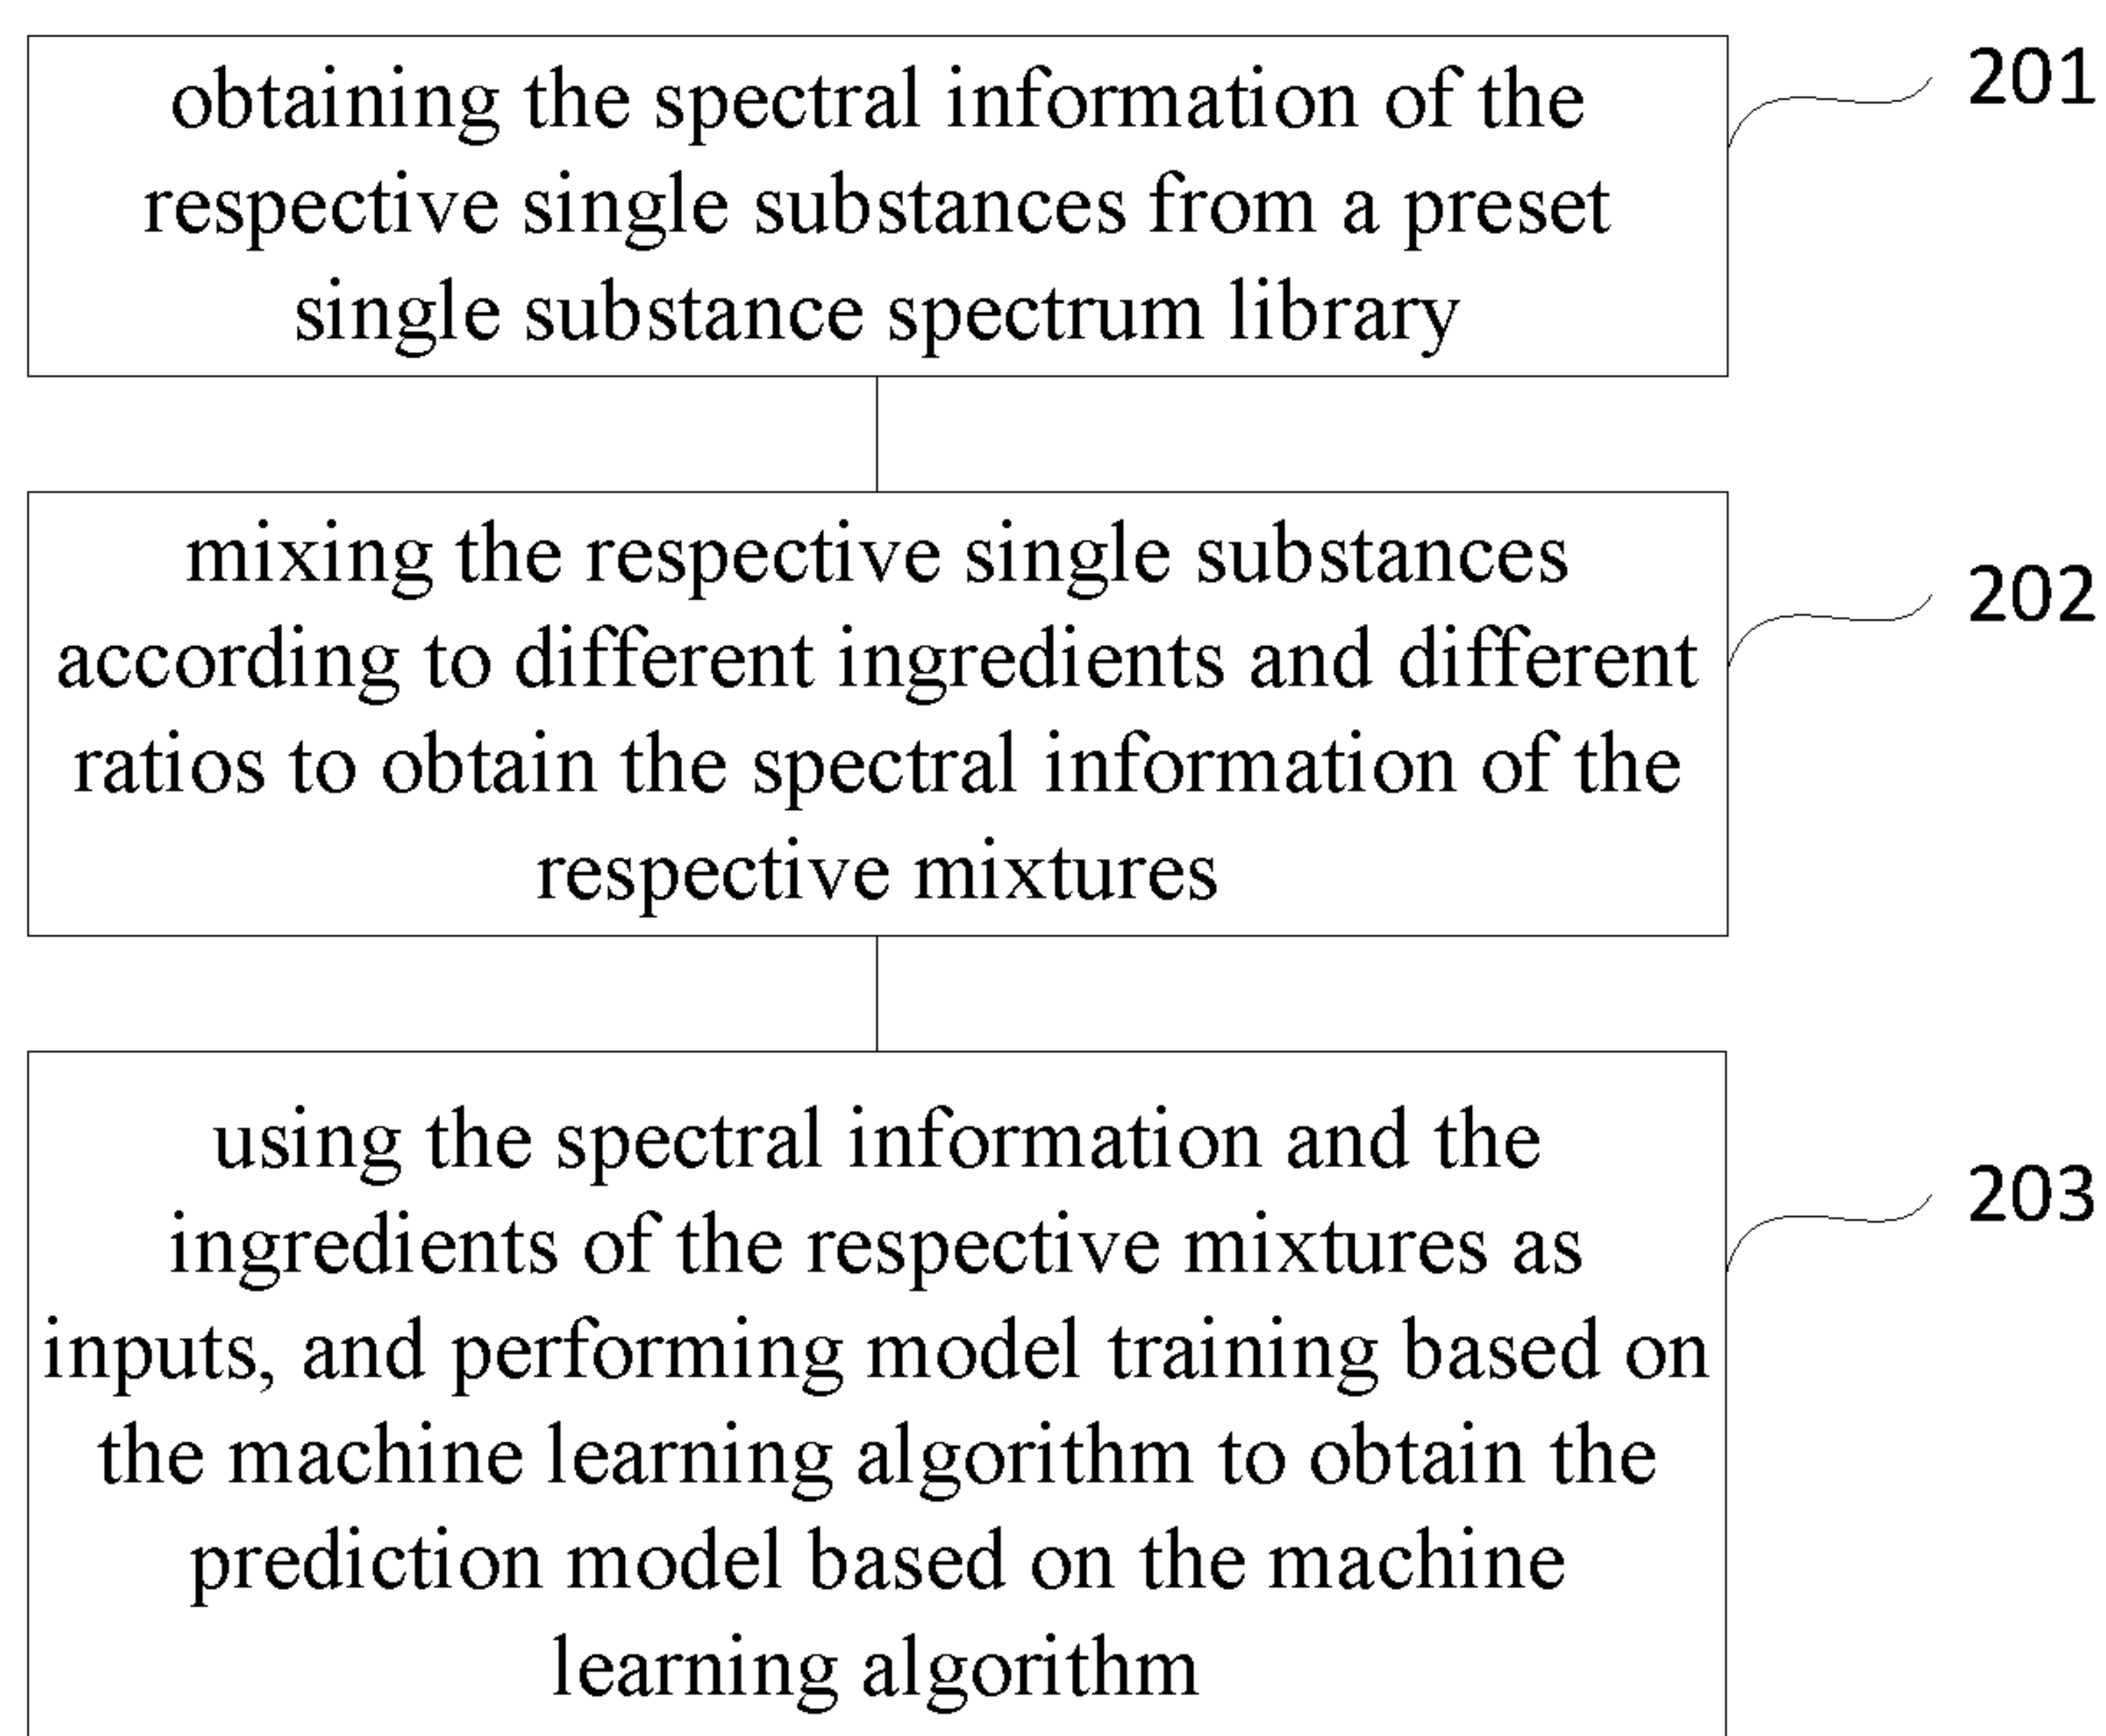 obtaining the spectral information of the
respective single substances from a preset
single substance spectrum library
201
mixing the respective single substances
according to different ingredients and different
ratios to obtain the spectral information of the
respective mixtures
202
using the spectral information and the
ingredients of the respective mixtures as
inputs, and performing model training based on
the machine learning algorithm to obtain the
prediction model based on the machine
learning algorithm
203